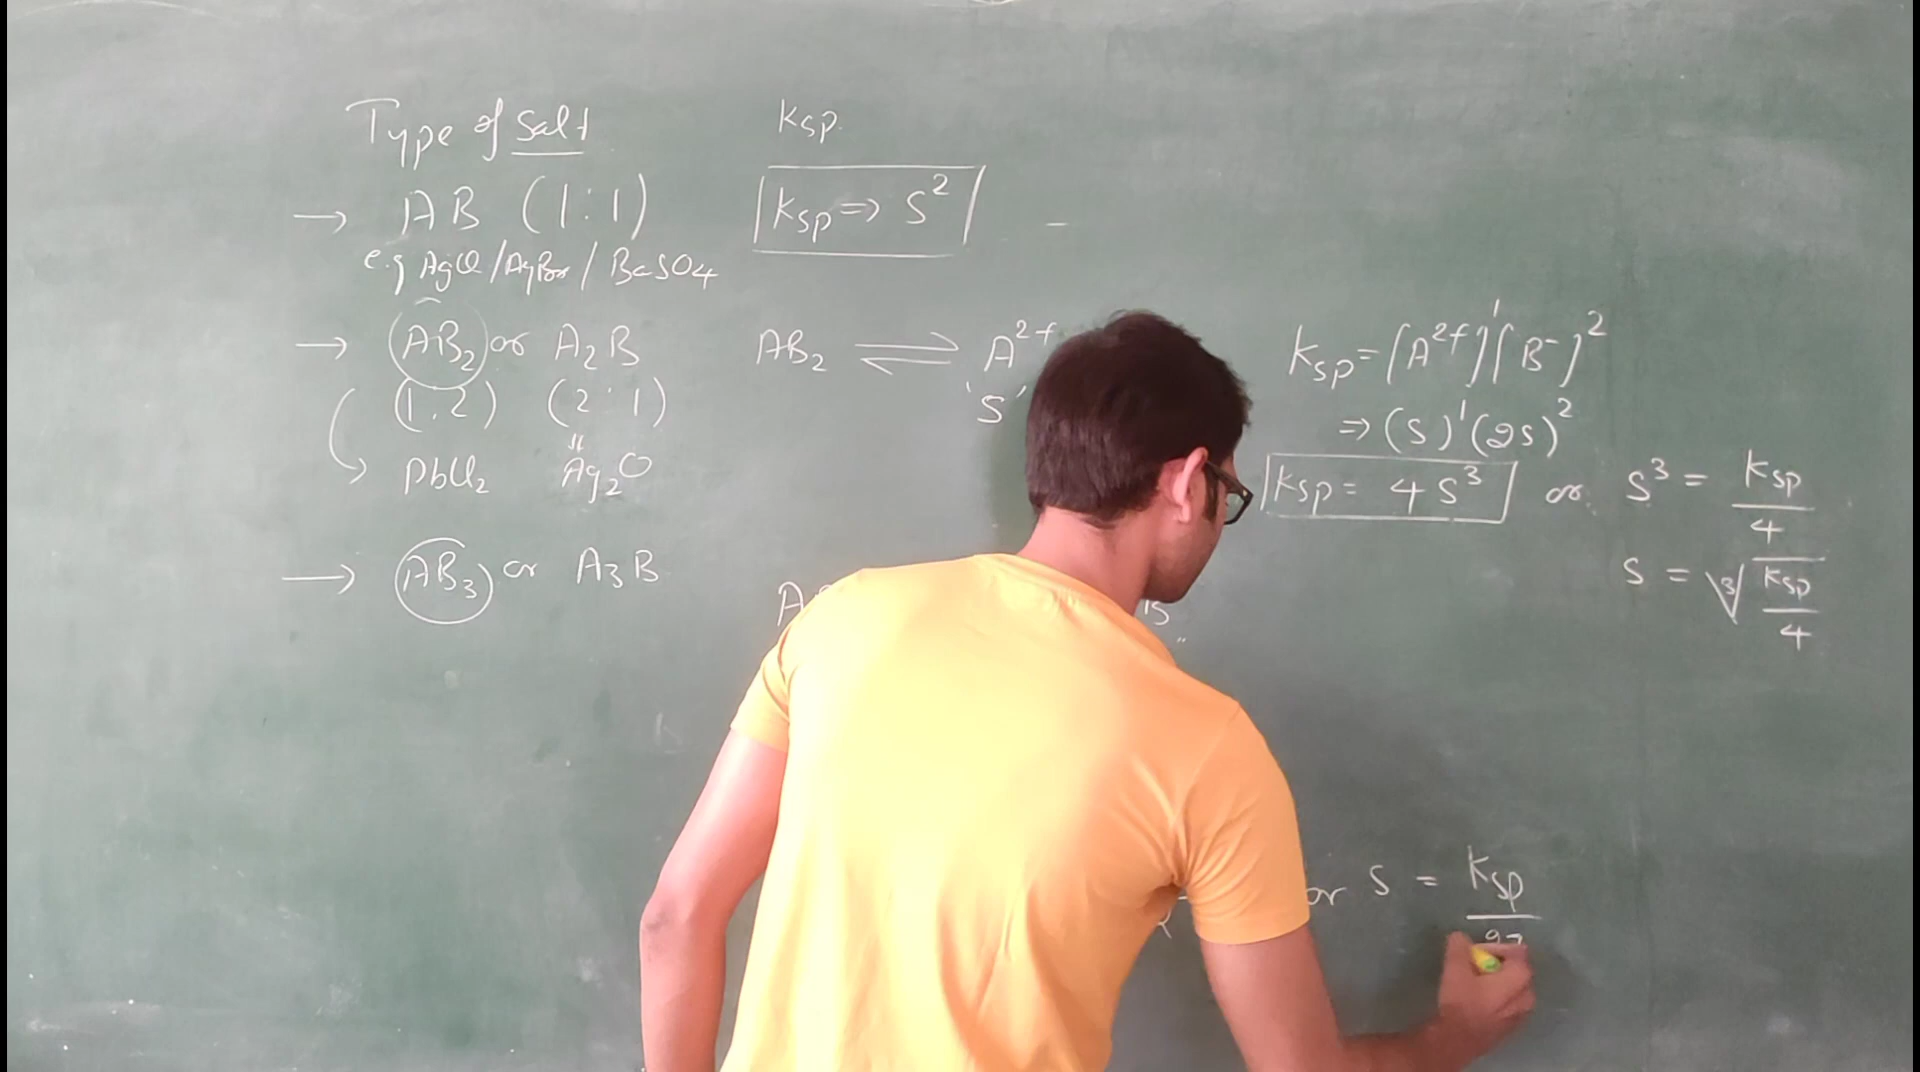 Type of Salt
Ksp.
→ AB (1:1)
Ksp ⇒ S²
e.g AgCl / AgBr / BaSO4
→ AB₂ or A₂B
AB₂ ⇌ A²⁺
Ksp = [A²⁺]¹[B⁻]²
(1:2) (2:1)
'S'
⇒ (S)¹(2S)²
PbCl₂ Ag₂O
Ksp = 4S³ or S³ = Ksp/4
→ AB₃ or A₃B
S = ∛Ksp/4
or S = Ksp/27